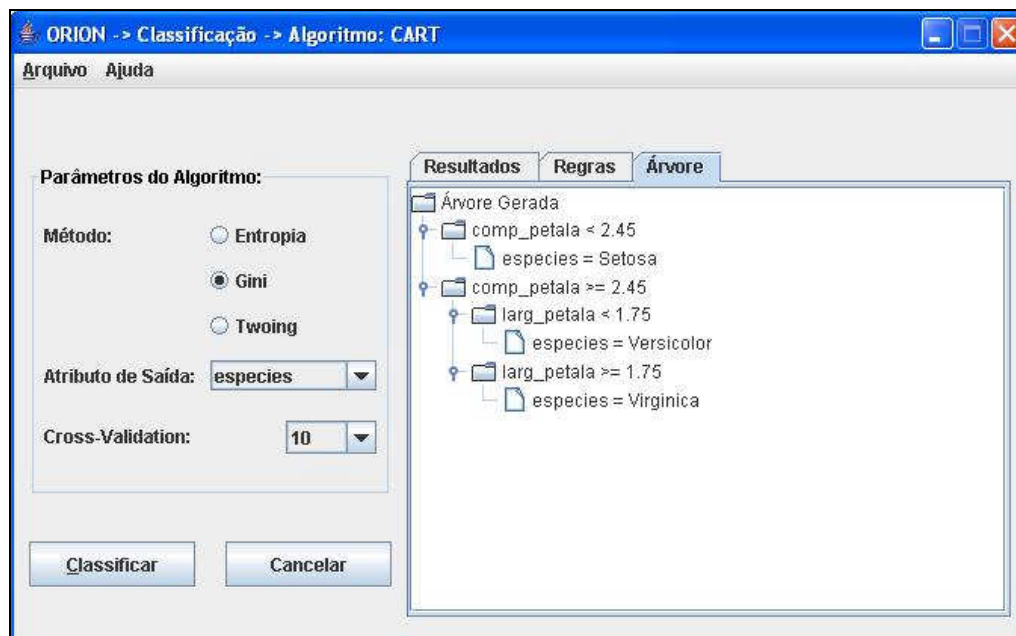 ORION -> Classificação -> Algoritmo: CART
Arquivo Ajuda
Parâmetros do Algoritmo:
Método:
Entropia
Gini
Twoing
Atributo de Saída: especies
Cross-Validation: 10
Classificar Cancelar
Resultados Regras Árvore
Árvore Gerada
comp_petala < 2.45
especies = Setosa
comp_petala >= 2.45
larg_petala < 1.75
especies = Versicolor
larg_petala >= 1.75
especies = Virginica